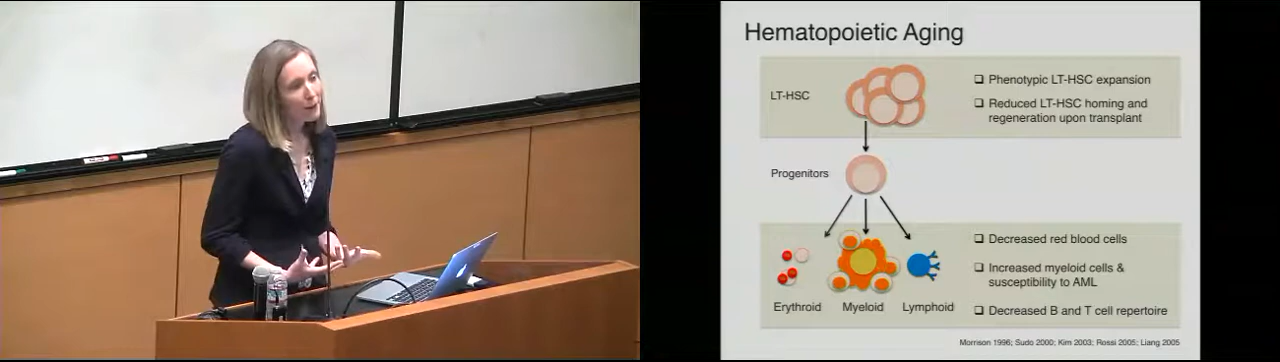 Hematopoietic Aging
LT-HSC
Phenotypic LT-HSC expansion
Reduced LT-HSC homing and
regeneration upon transplant
Progenitors
Decreased red blood cells
Increased myeloid cells &
susceptibility to AML
Decreased B and T cell repertoire
Erythroid Myeloid Lymphoid
Morrison 1996; Sudo 2000; Kim 2003; Rossi 2005; Liang 2005